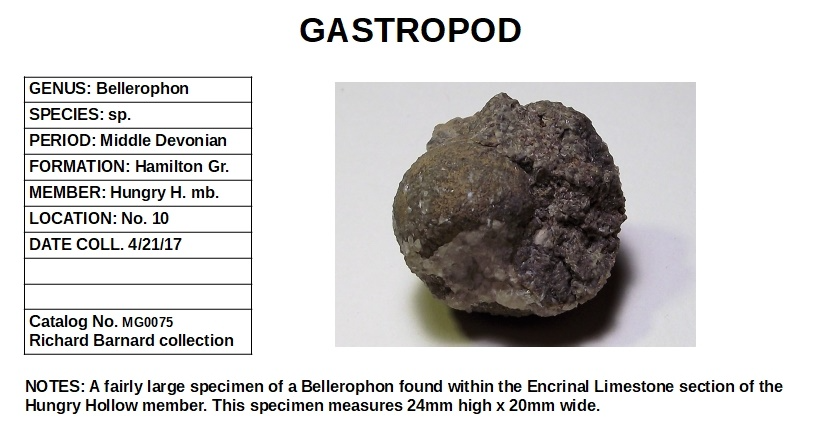 GASTROPOD
GENUS: Bellerophon
SPECIES: sp.
PERIOD: Middle Devonian
FORMATION: Hamilton Gr.
MEMBER: Hungry H. mb.
LOCATION: No. 10
DATE COLL. 4/21/17
Catalog No. MG0075
Richard Barnard collection
NOTES: A fairly large specimen of a Bellerophon found within the Encrinal Limestone section of the
Hungry Hollow member. This specimen measures 24mm high x 20mm wide.